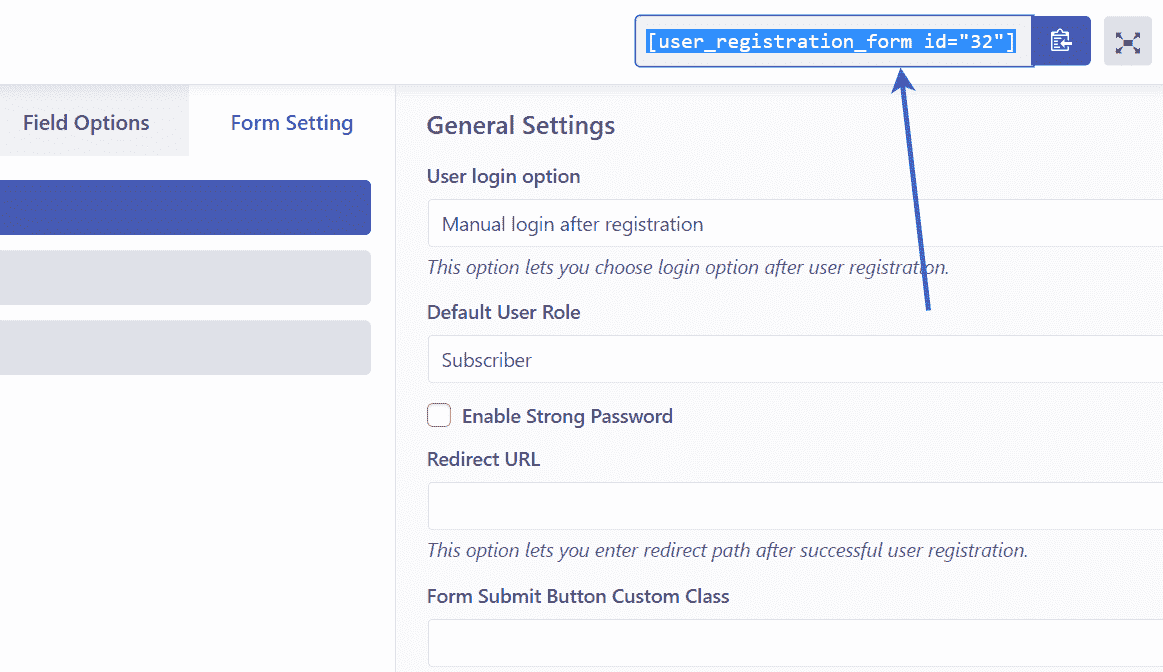 [user_registration_form id="32"]
Field Options
Form Setting
General Settings
User login option
Manual login after registration
This option lets you choose login option after user registration.
Default User Role
Subscriber
Enable Strong Password
Redirect URL
This option lets you enter redirect path after successful user registration.
Form Submit Button Custom Class